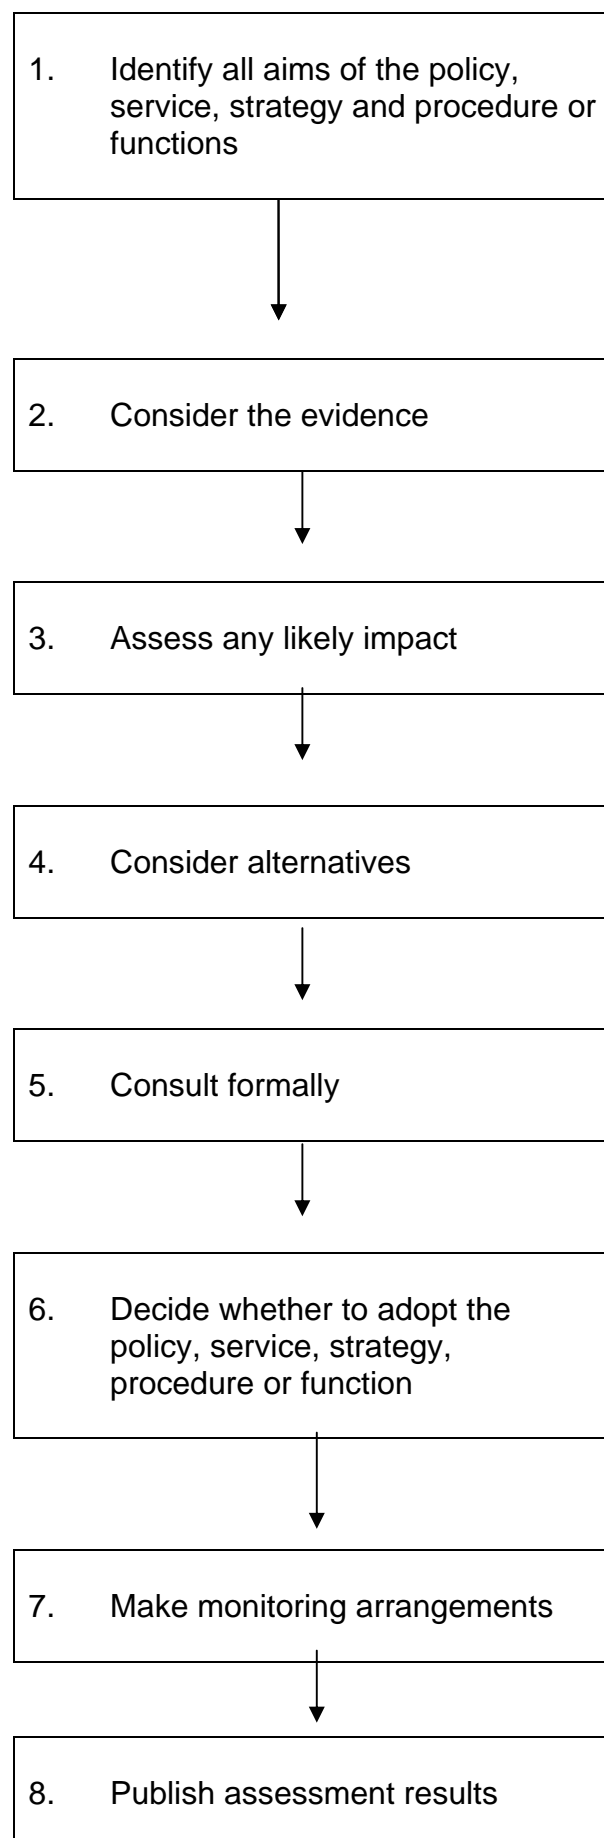 1. Identify all aims of the policy,
service, strategy and procedure or
functions
2. Consider the evidence
3. Assess any likely impact
4. Consider alternatives
5. Consult formally
6. Decide whether to adopt the
policy, service, strategy,
procedure or function
7. Make monitoring arrangements
8. Publish assessment results